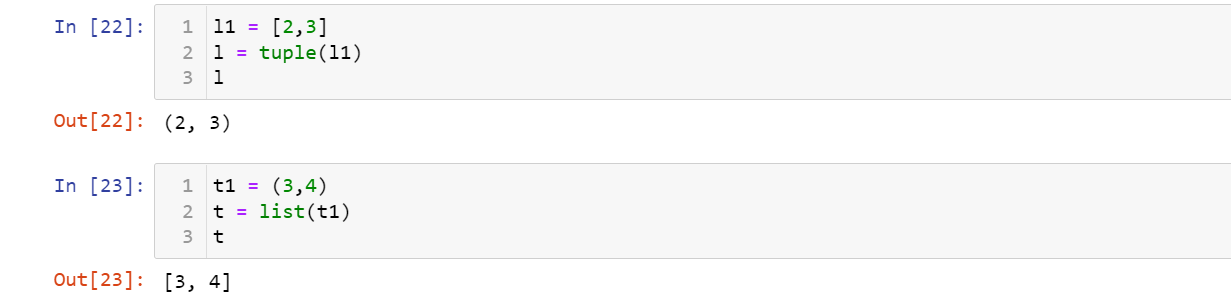 In [22]: 1 l1 = [2,3]
2 l = tuple(l1)
3 l
Out[22]: (2, 3)
In [23]: 1 t1 = (3,4)
2 t = list(t1)
3 t
Out[23]: [3, 4]